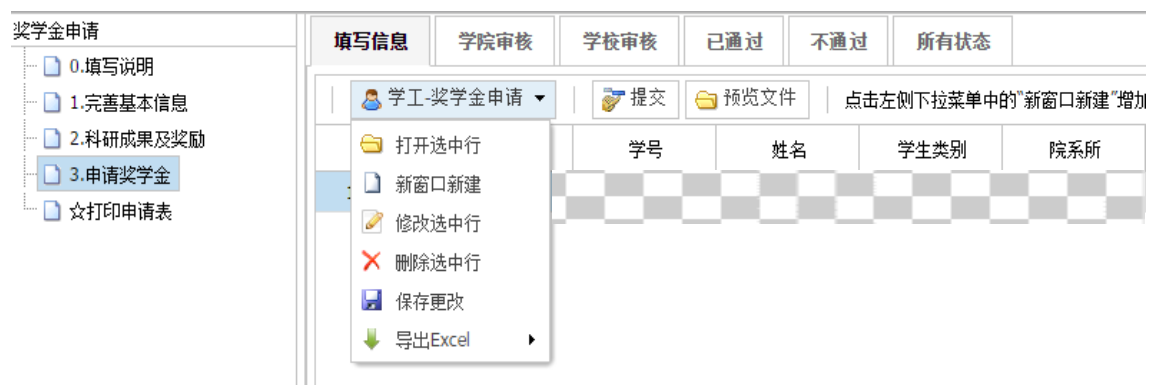 奖学金申请
0.填写说明
1.完善基本信息
2.科研成果及奖励
3.申请奖学金
☆打印申请表
填写信息 学院审核 学校审核 已通过 不通过 所有状态
学工-奖学金申请 提交 预览文件 点击左侧下拉菜单中的"新窗口新建"增加
学号 姓名 学生类别 院系所
打开选中行
新窗口新建
修改选中行
删除选中行
保存更改
导出Excel